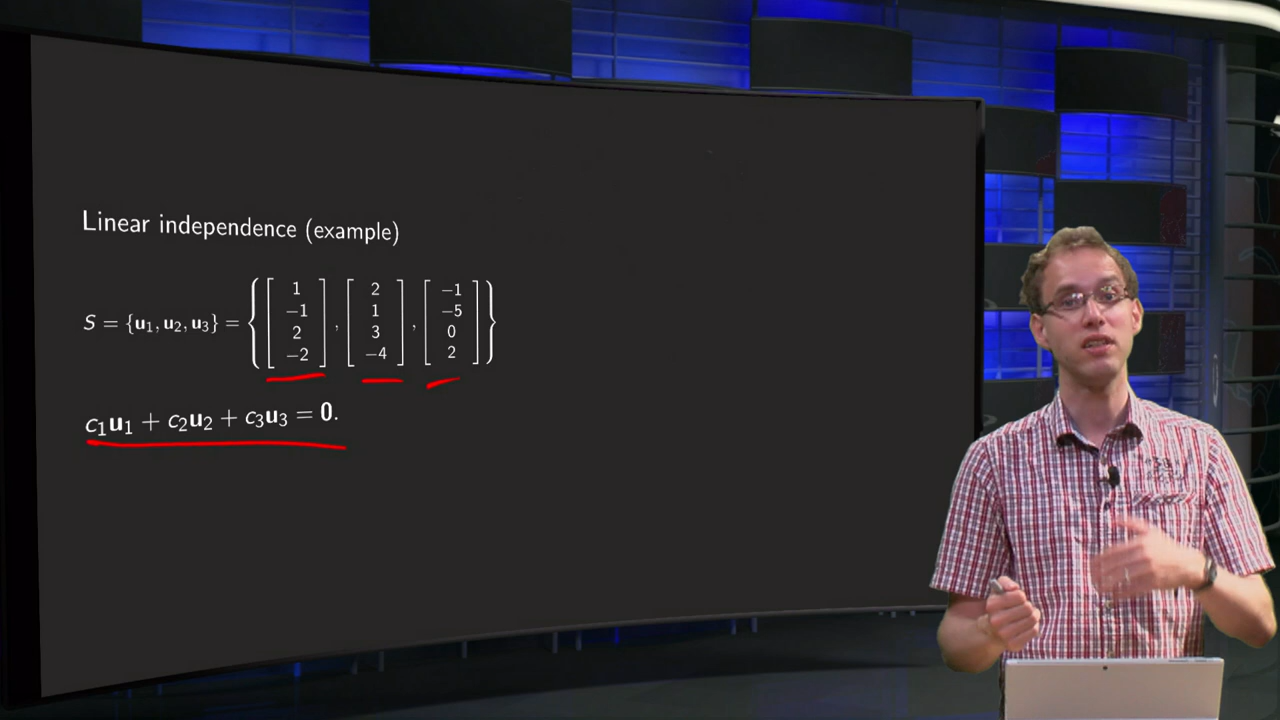 Linear independence (example)
S = {u₁, u₂, u₃} = { [1 −1 2 −2], [2 1 3 −4], [−1 −5 0 2] }
c₁u₁ + c₂u₂ + c₃u₃ = 0.